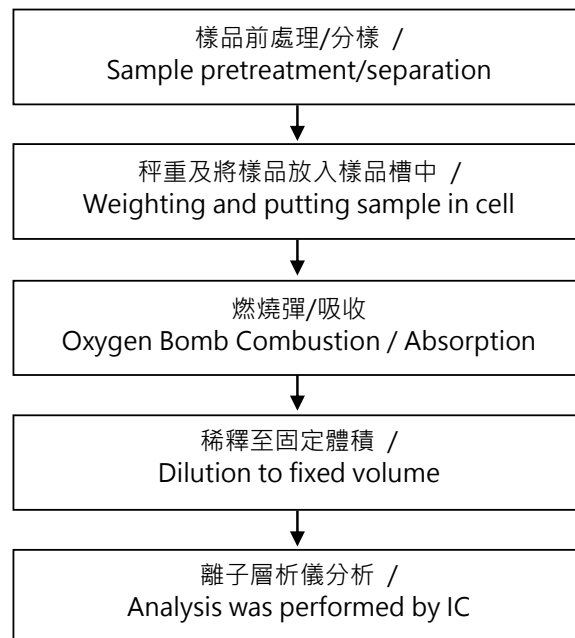 樣品前處理/分樣 /
Sample pretreatment/separation
秤重及將樣品放入樣品槽中 /
Weighting and putting sample in cell
燃燒彈/吸收
Oxygen Bomb Combustion / Absorption
稀釋至固定體積 /
Dilution to fixed volume
離子層析儀分析 /
Analysis was performed by IC